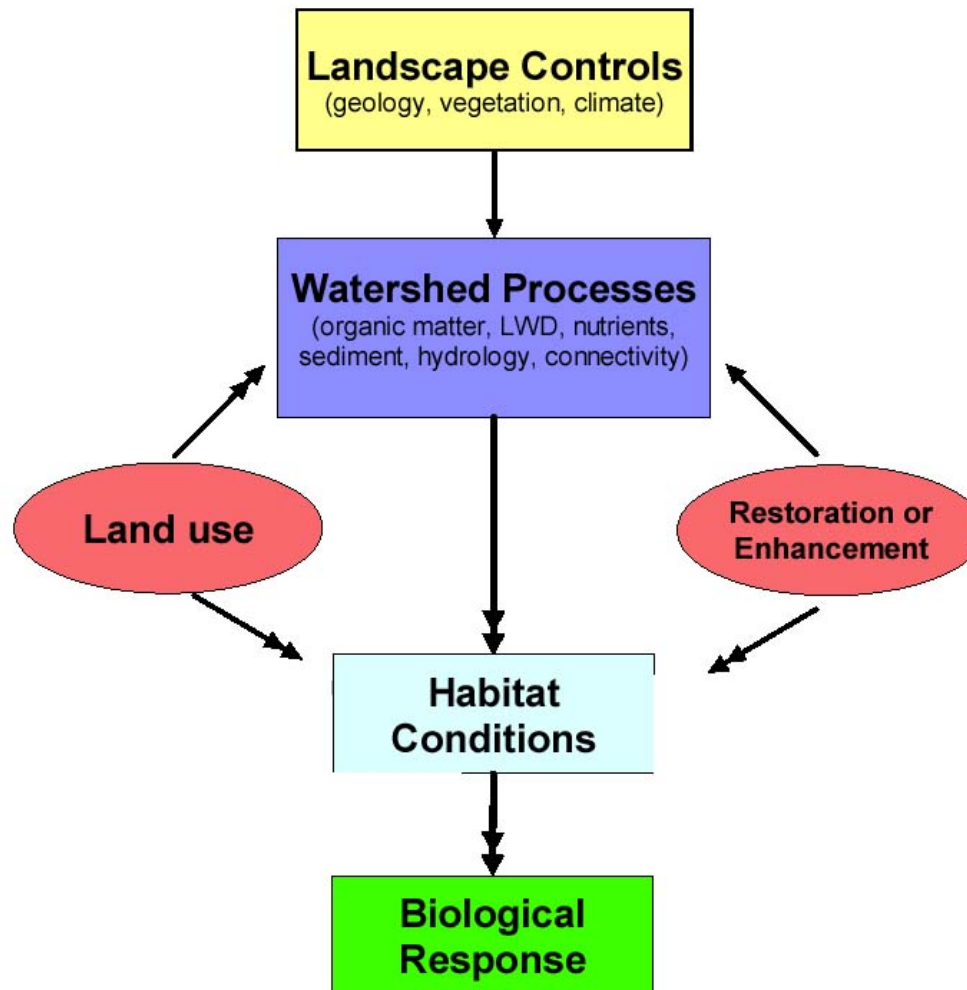 Landscape Controls
(geology, vegetation, climate)
Watershed Processes
(organic matter, LWD, nutrients,
sediment, hydrology, connectivity)
Land use
Restoration or
Enhancement
Habitat
Conditions
Biological
Response